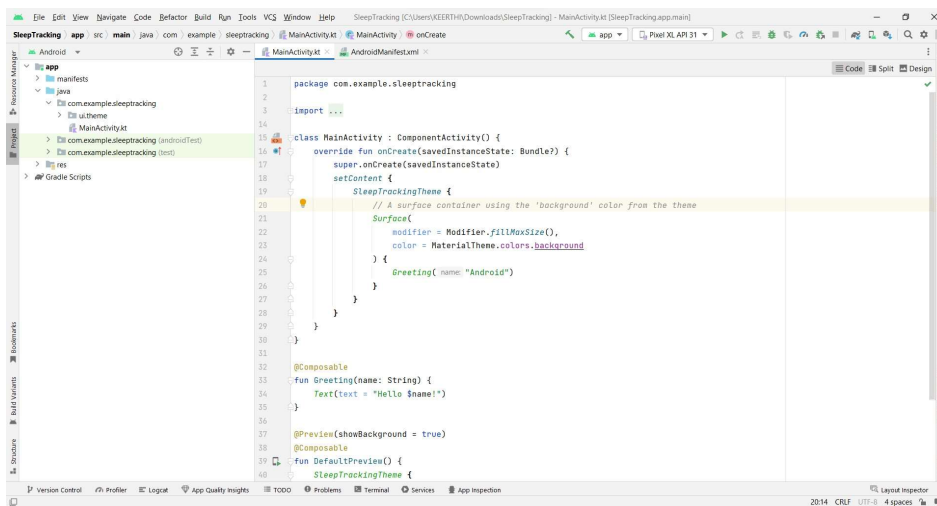 File Edit View Navigate Code Refactor Build Run Tools VCS Window Help SleepTracking [C:\Users\KEERTHI\Downloads\SleepTracking] - MainActivity.kt [SleepTracking.app.main]
SleepTracking app src main java com example sleeptracking MainActivity.kt MainActivity onCreate app Pixel XL API 31
Android MainActivity.kt AndroidManifest.xml
Code Split Design
Resource Manager
Project
Bookmarks
Build Variants
Structure
app
manifests
java
com.example.sleeptracking
ui.theme
MainActivity.kt
com.example.sleeptracking (androidTest)
com.example.sleeptracking (test)
res
Gradle Scripts
1 package com.example.sleeptracking
2
3 import ...
14
15 class MainActivity : ComponentActivity() {
16 override fun onCreate(savedInstanceState: Bundle?) {
17 super.onCreate(savedInstanceState)
18 setContent {
19 SleepTrackingTheme {
20 // A surface container using the 'background' color from the theme
21 Surface(
22 modifier = Modifier.fillMaxSize(),
23 color = MaterialTheme.colors.background
24 ) {
25 Greeting( name: "Android")
26 }
27 }
28 }
29 }
30 }
31
32 @Composable
33 fun Greeting(name: String) {
34 Text(text = "Hello $name!")
35 }
36
37 @Preview(showBackground = true)
38 @Composable
39 fun DefaultPreview() {
40 SleepTrackingTheme {
Version Control Profiler Logcat App Quality Insights TODO Problems Terminal Services App Inspection Layout Inspector
20:14 CRLF UTF-8 4 spaces